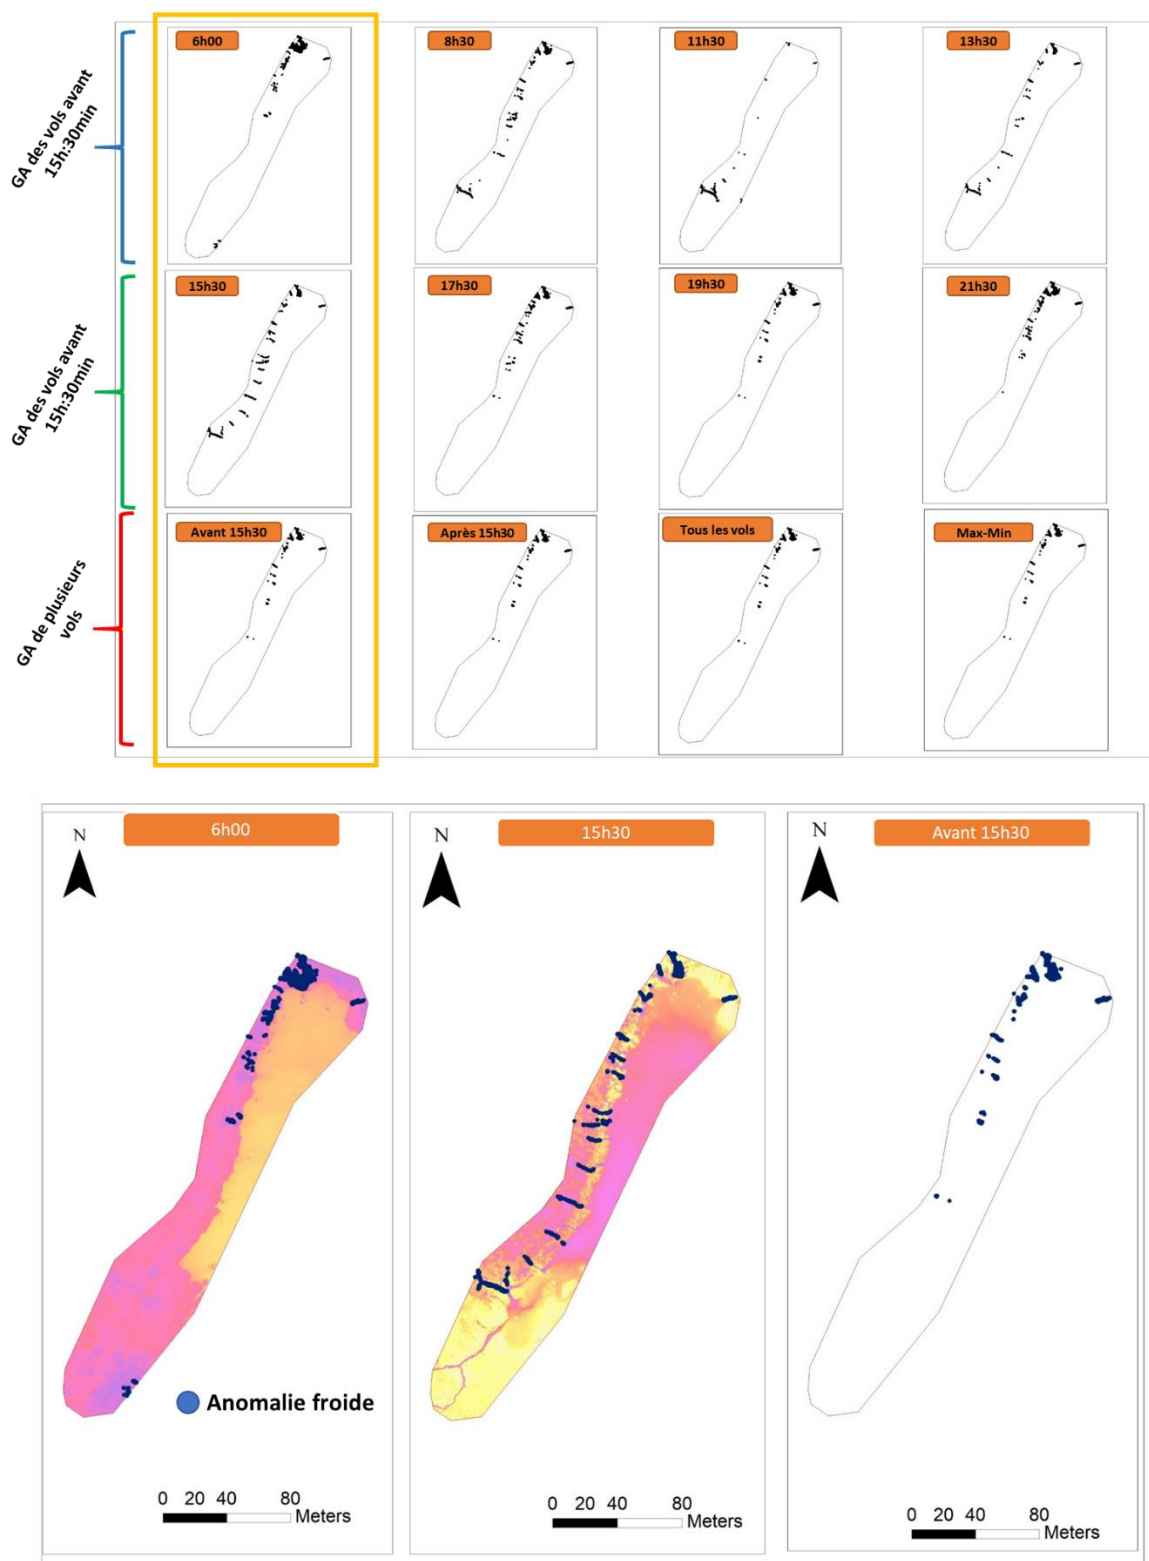 GA des vols avant
15h:30min
6h00
8h30
11h30
13h30
GA des vols avant
15h:30min
15h30
17h30
19h30
21h30
GA de plusieurs
vols
Avant 15h30
Après 15h30
Tous les vols
Max-Min
6h00
15h30
Avant 15h30
N
N
N
Anomalie froide
0 20 40 80
Meters
0 20 40 80
Meters
0 20 40 80
Meters